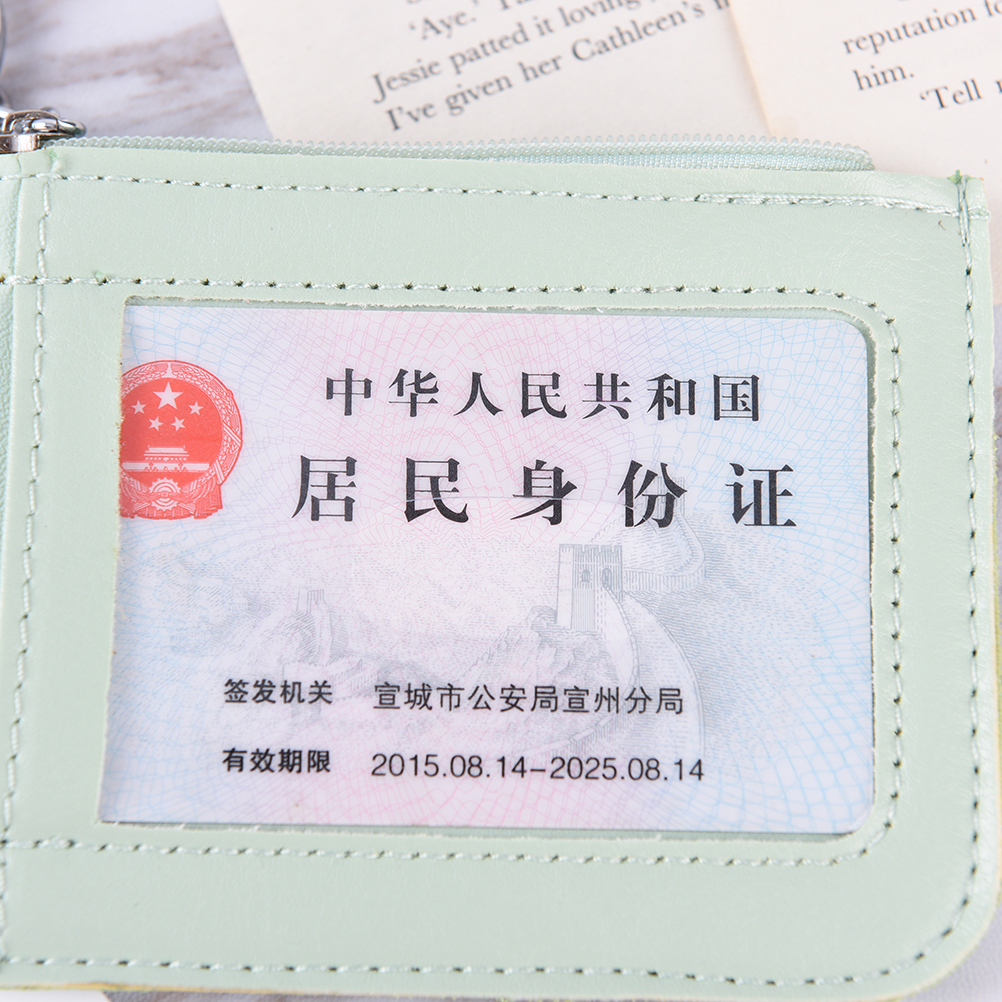 'Aye.
Jessie patted it loving
I've given her Cathleen's
reputation
him.
'Tell
中华人民共和国
居民身份证
签发机关 宣城市公安局宣州分局
有效期限 2015.08.14-2025.08.14